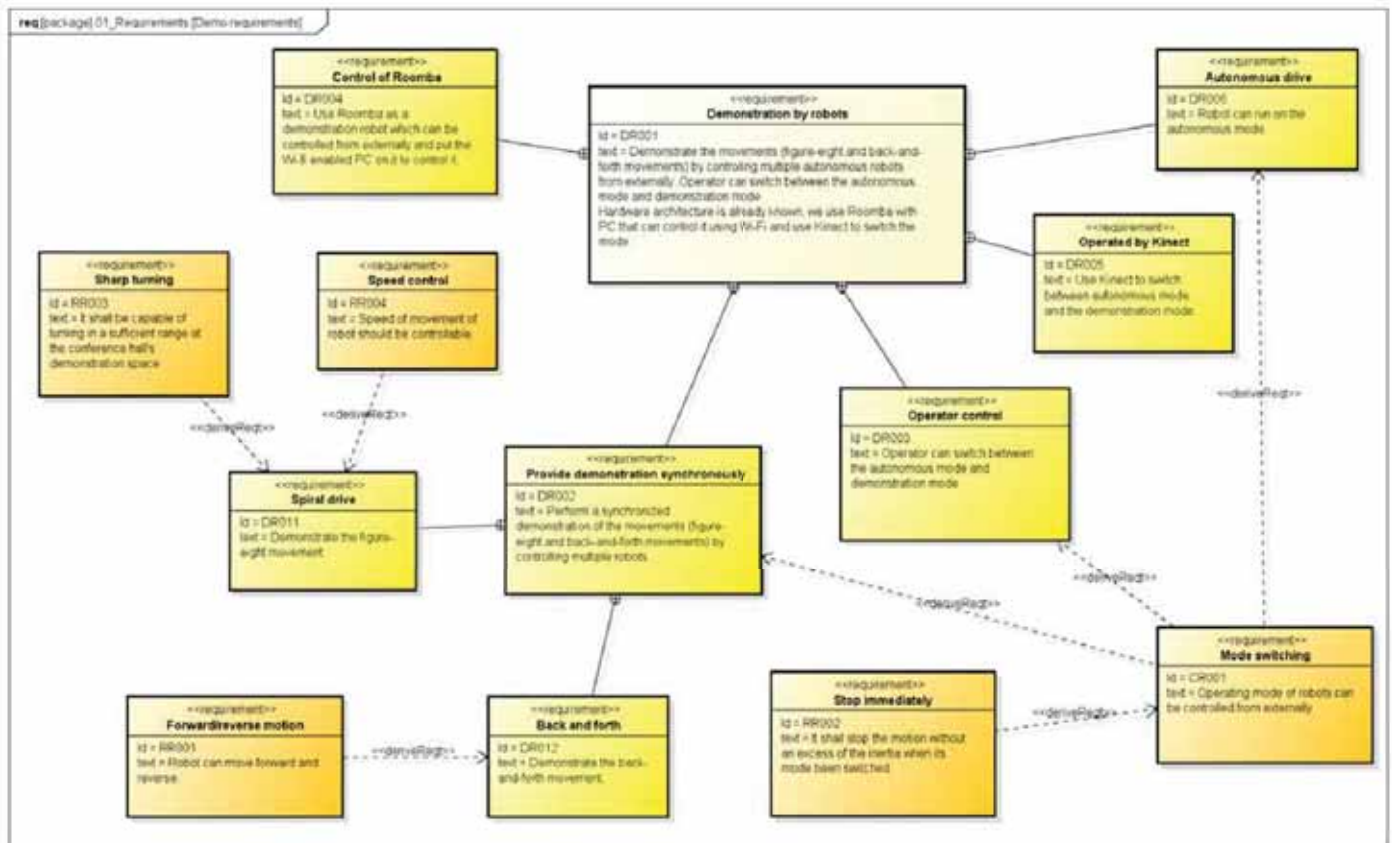 req [package] 01_Requirements [Demo requirements]
<<requirement>>
Control of Roomba
Id = DR004
text = Use Roomba as a
demonstration robot which can be
controlled from externally and put the
Wi-fi enabled PC on it to control it.
<<requirement>>
Demonstration by robots
Id = DR001
text = Demonstrate the movements (figure-eight and back-and-
forth movements) by controlling multiple autonomous robots
from externally. Operator can switch between the autonomous
mode and demonstration mode
Hardware architecture is already known, we use Roomba with
PC that can control it using Wi-Fi and use Kinect to switch the
mode
<<requirement>>
Autonomous drive
Id = DR006
text = Robot can run on the
autonomous mode
<<requirement>>
Operated by Kinect
Id = DR005
text = Use Kinect to switch
between autonomous mode
and the demonstration mode
<<requirement>>
Sharp turning
Id = RR003
text = It shall be capable of
turning in a sufficient range at
the conference hall's
demonstration space
<<requirement>>
Speed control
Id = RR004
text = Speed of movement of
robot should be controllable
<<deriveReqt>>
<<deriveReqt>>
<<deriveReqt>>
<<requirement>>
Operator control
Id = DR003
text = Operator can switch between
the autonomous mode and
demonstration mode
<<requirement>>
Provide demonstration synchronously
Id = DR002
text = Perform a synchronized
demonstration of the movements (figure-
eight and back-and-forth movements) by
controlling multiple robots
<<requirement>>
Spiral drive
Id = DR011
text = Demonstrate the figure-
eight movement
<<deriveReqt>>
<<deriveReqt>>
<<requirement>>
Mode switching
Id = CR001
text = Operating mode of robots can
be controlled from externally
<<requirement>>
Stop immediately
Id = RR002
text = It shall stop the motion without
an excess of the inertia when its
mode been switched
<<deriveReqt>>
<<requirement>>
Forward/reverse motion
Id = RR001
text = Robot can move forward and
reverse
<<deriveReqt>>
<<requirement>>
Back and forth
Id = DR012
text = Demonstrate the back-
and-forth movement.